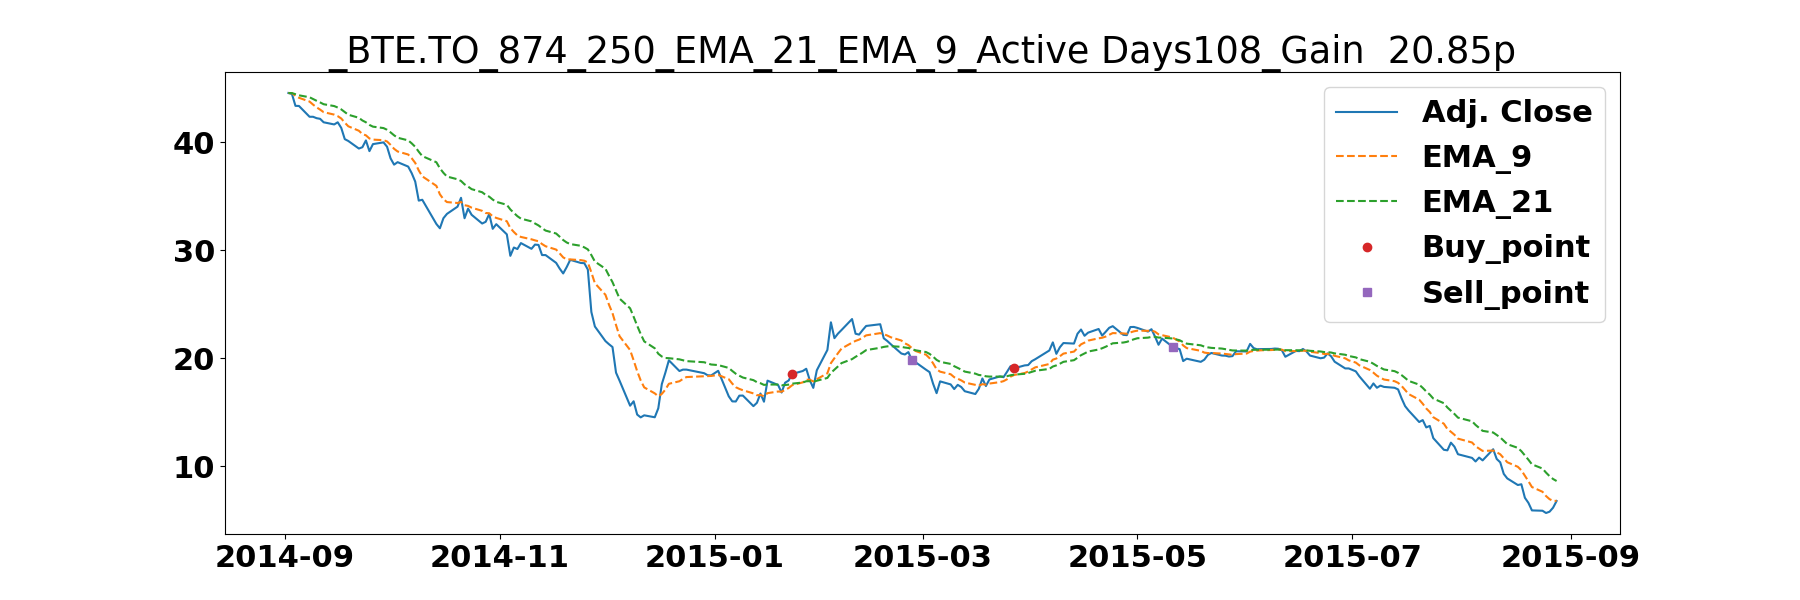 _BTE.TO_874_250_EMA_21_EMA_9_Active Days108_Gain  20.85p
Adj. Close
EMA_9
EMA_21
Buy_point
Sell_point
40
30
20
10
2014-09 2014-11 2015-01 2015-03 2015-05 2015-07 2015-09